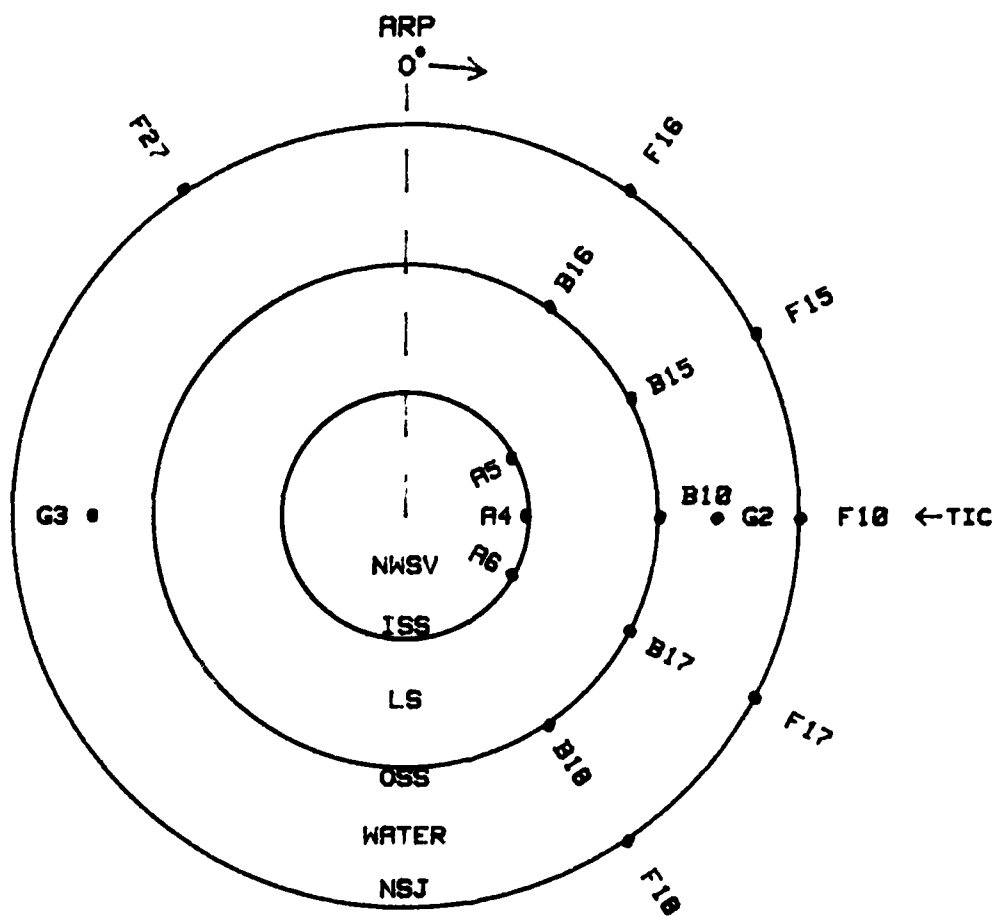 ARP
0°→
F27
F16
B16
F15
B15
A5
G3
A4
B10
G2
F10
←TIC
A6
NWSV
ISS
B17
LS
F17
B18
OSS
WATER
NSJ
F18